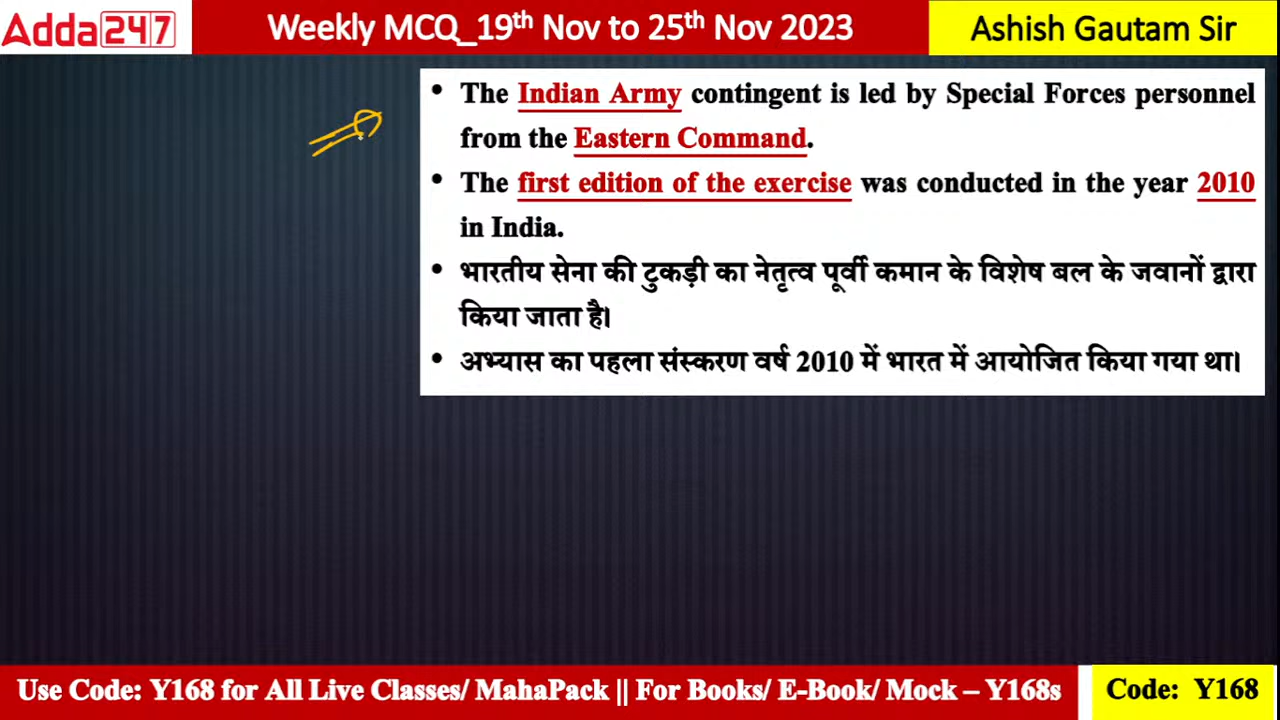 Adda247
Weekly MCQ_19th Nov to 25th Nov 2023
Ashish Gautam Sir
• The Indian Army contingent is led by Special Forces personnel
from the Eastern Command.
• The first edition of the exercise was conducted in the year 2010
in India.
• भारतीय सेना की टुकड़ी का नेतृत्व पूर्वी कमान के विशेष बल के जवानों द्वारा
किया जाता है।
• अभ्यास का पहला संस्करण वर्ष 2010 में भारत में आयोजित किया गया था।
Use Code: Y168 for All Live Classes/ MahaPack || For Books/ E-Book/ Mock – Y168s
Code: Y168